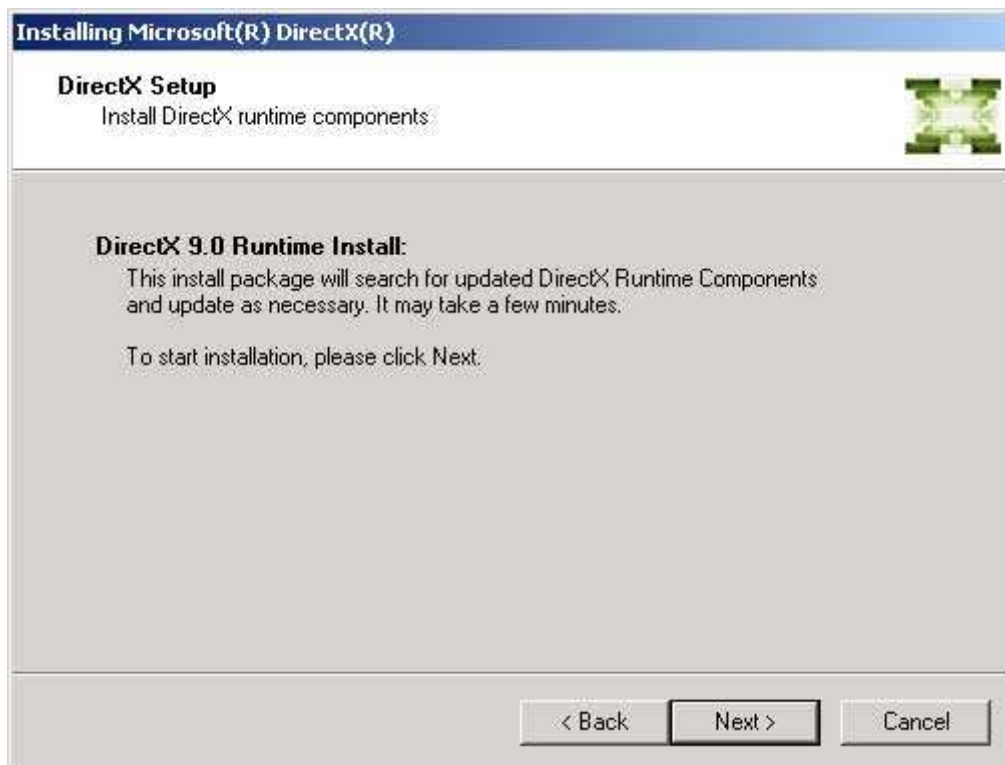 Installing Microsoft(R) DirectX(R)
DirectX Setup
Install DirectX runtime components
DirectX 9.0 Runtime Install:
This install package will search for updated DirectX Runtime Components
and update as necessary. It may take a few minutes.
To start installation, please click Next.
< Back
Next >
Cancel